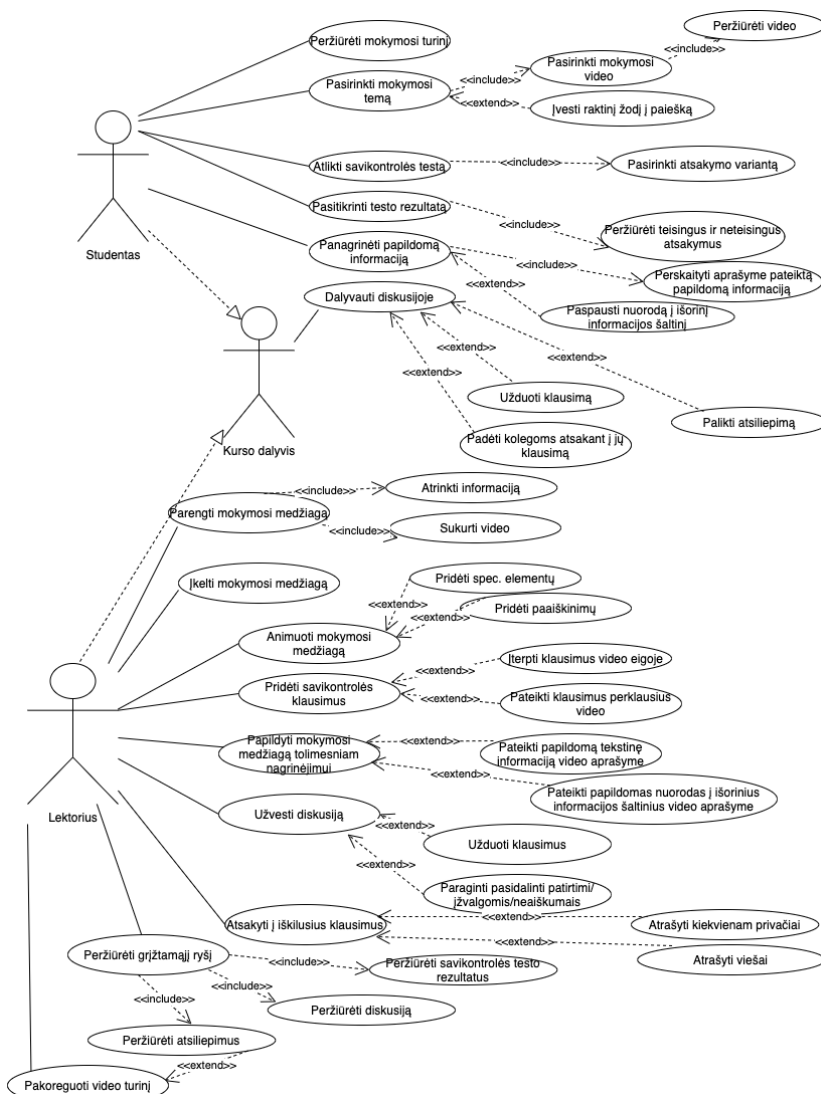 Peržiūrėti video
Peržiūrėti mokymosi turinį
<<include>>
Pasirinkti mokymosi
video
Pasirinkti mokymosi
temą
<<include>>
<<extend>>
Įvesti raktinį žodį į paiešką
Atlikti savikontrolės testą
<<include>>
Pasirinkti atsakymo variantą
Pasitikrinti testo rezultatą
<<include>>
Peržiūrėti teisingus ir neteisingus
atsakymus
Studentas
Panagrinėti papildomą
informaciją
<<include>>
Perskaityti aprašyme pateiktą
papildomą informaciją
<<extend>>
Dalyvauti diskusijoje
Paspausti nuorodą į išorinį
informacijos šaltinį
<<extend>>
<<extend>>
<<extend>>
Užduoti klausimą
Palikti atsiliepimą
Kurso dalyvis
Padėti kolegoms atsakant į jų
klausimą
<<include>>
Atrinkti informaciją
Parengti mokymosi medžiagą
<<include>>
Sukurti video
Įkelti mokymosi medžiagą
Pridėti spec. elementų
<<extend>>
Pridėti paaiškinimų
<<extend>>
Animuoti mokymosi
medžiagą
<<extend>>
Įterpti klausimus video eigoje
Pridėti savikontrolės
klausimus
<<extend>>
Pateikti klausimus perklausius
video
Papildyti mokymosi
medžiagą tolimesniam
nagrinėjimui
<<extend>>
Pateikti papildomą tekstinę
informaciją video aprašyme
<<extend>>
Pateikti papildomas nuorodas į išorinius
informacijos šaltinius video aprašyme
Lektorius
Užvesti diskusiją
<<extend>>
Užduoti klausimus
<<extend>>
Paraginti pasidalinti patirtimi/
įžvalgomis/neaiškumais
Atsakyti į iškilusius klausimus
<<extend>>
Atrašyti kiekvienam privačiai
<<extend>>
Atrašyti viešai
Peržiūrėti grįžtamąjį ryšį
<<include>>
Peržiūrėti savikontrolės testo
rezultatus
<<include>>
<<include>>
Peržiūrėti diskusiją
Peržiūrėti atsiliepimus
<<extend>>
Pakoreguoti video turinį